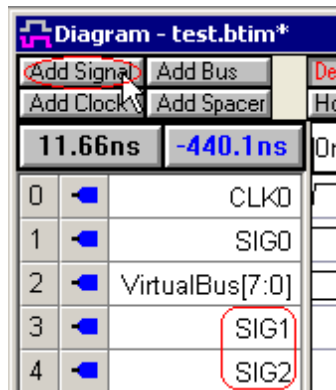 Diagram - test.btim*
Add Signal Add Bus
Add Clock Add Spacer
11.66ns -440.1ns
0 CLK0
1 SIG0
2 VirtualBus[7:0]
3 SIG1
4 SIG2